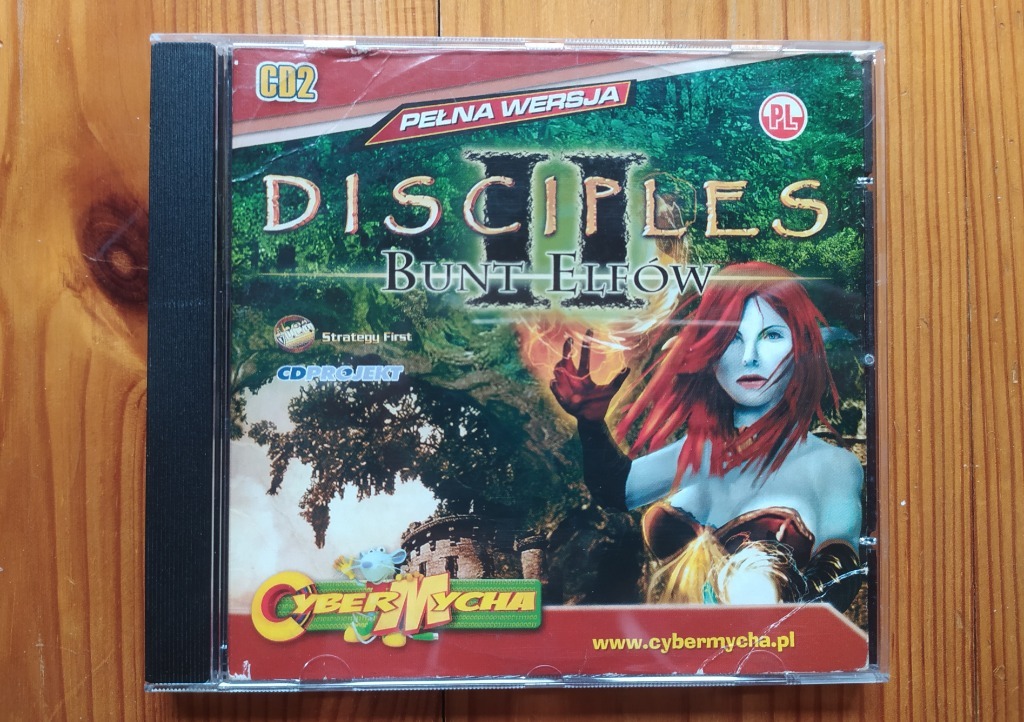 CD2
PEŁNA WERSJA
PL
II
DISCIPLES
BUNT ELFÓW
Strategy First
CDPROJEKT
CYBERMYCHA
www.cybermycha.pl